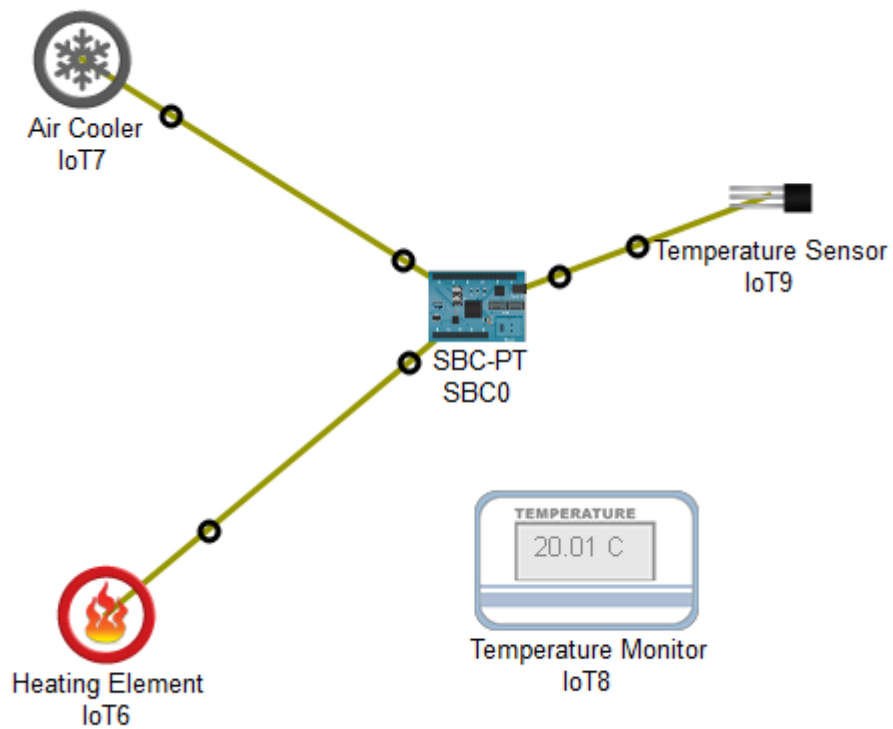 Air Cooler
IoT7
Temperature Sensor
IoT9
SBC-PT
SBC0
TEMPERATURE
20.01 C
Temperature Monitor
IoT8
Heating Element
IoT6